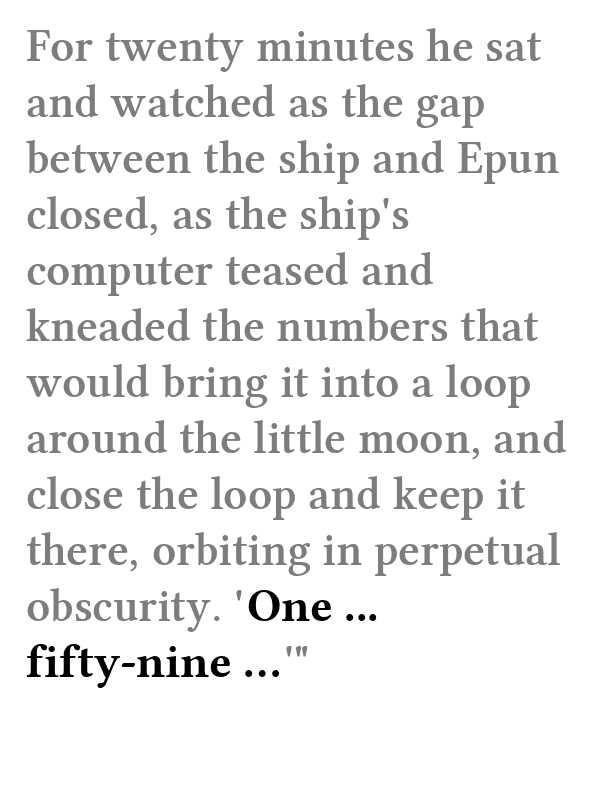 For twenty minutes he sat
and watched as the gap
between the ship and Epun
closed, as the ship's
computer teased and
kneaded the numbers that
would bring it into a loop
around the little moon, and
close the loop and keep it
there, orbiting in perpetual
obscurity. 'One ...
fifty-nine …'"